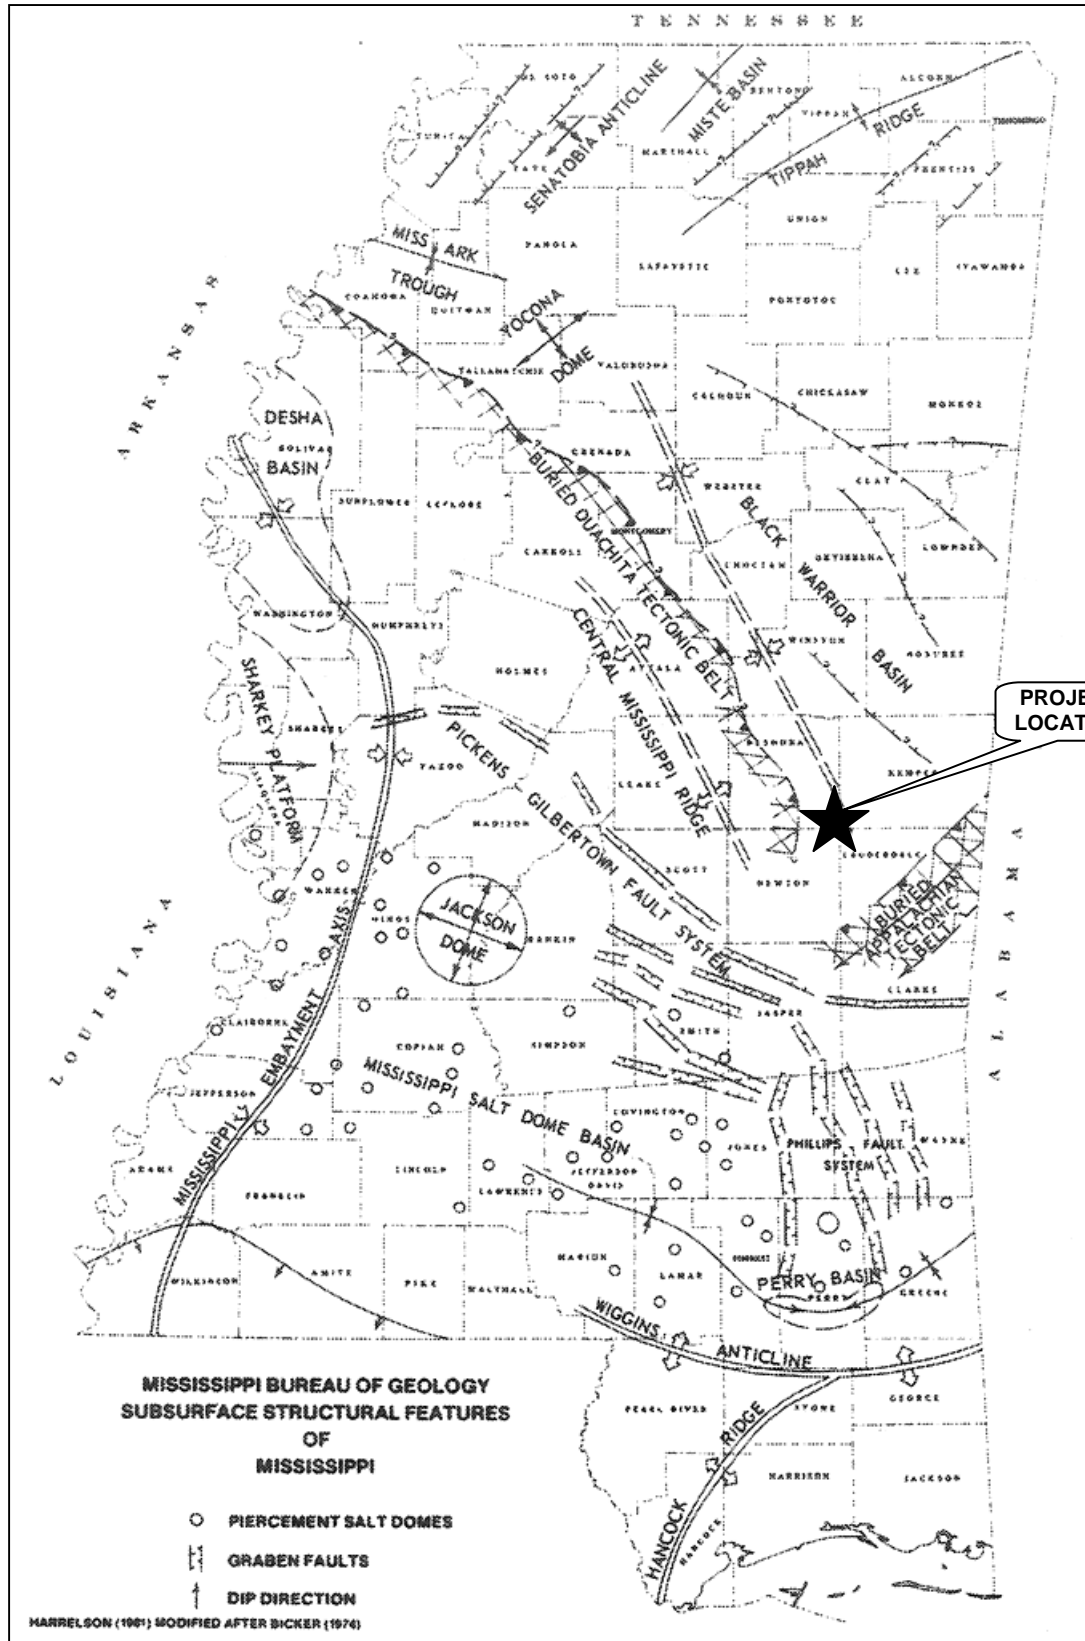 TENNESSEE
DE SOTO
BENTON
ALCORN
TIPPAH
TISHOMINGO
TUNICA
TATE
MARSHALL
PRENTISS
SENATOBIA ANTICLINE
MISTE BASIN
TIPPAH RIDGE
UNION
MISS ARK
TROUGH
PANOLA
LAFAYETTE
LEE
ITAWAMBA
PONTOTOC
COAHOMA
QUITMAN
YOCONA
DOME
TALLAHATCHIE
YALOBUSHA
CALHOUN
CHICKASAW
MONROE
ARKANSAS
DESHA
BASIN
BOLIVAR
GRENADA
SUNFLOWER
LEFLORE
WEBSTER
CLAY
BURIED OUACHITA TECTONIC BELT
MONTGOMERY
CARROLL
CHOCTAW
LOWNDES
BLACK
WARRIOR
BASIN
WASHINGTON
HUMPHREYS
HOLMES
ATTALA
WINSTON
CENTRAL MISSISSIPPI RIDGE
SHARKEY PLATFORM
SHARKEY
YAZOO
PICKENS
GILBERTOWN FAULT SYSTEM
LEAKE
KEMPER
PROJE
LOCAT
MADISON
SCOTT
NEWTON
LAUDERDALE
BURIED
APPALACHIAN
TECTONIC
BELT
WARREN
HINDS
JACKSON
DOME
RANKIN
LOUISIANA
ALABAMA
CLARKE
JASPER
SMITH
CLAIBORNE
COPIAH
SIMPSON
MISSISSIPPI EMBAYMENT AXIS
JEFFERSON
MISSISSIPPI SALT DOME BASIN
COVINGTON
JONES
PHILLIPS FAULT
SYSTEM
WAYNE
ADAMS
FRANKLIN
LINCOLN
LAWRENCE
JEFFERSON
DAVIS
WILKINSON
AMITE
PIKE
WALTHALL
MARION
LAMAR
PERRY BASIN
PERRY
GREENE
WIGGINS
ANTICLINE
PEARL RIVER
STONE
GEORGE
HANCOCK RIDGE
HANCOCK
HARRISON
JACKSON
MISSISSIPPI BUREAU OF GEOLOGY
SUBSURFACE STRUCTURAL FEATURES
OF
MISSISSIPPI
PIERCEMENT SALT DOMES
GRABEN FAULTS
DIP DIRECTION
HARRELSON (1981) MODIFIED AFTER BICKER (1974)